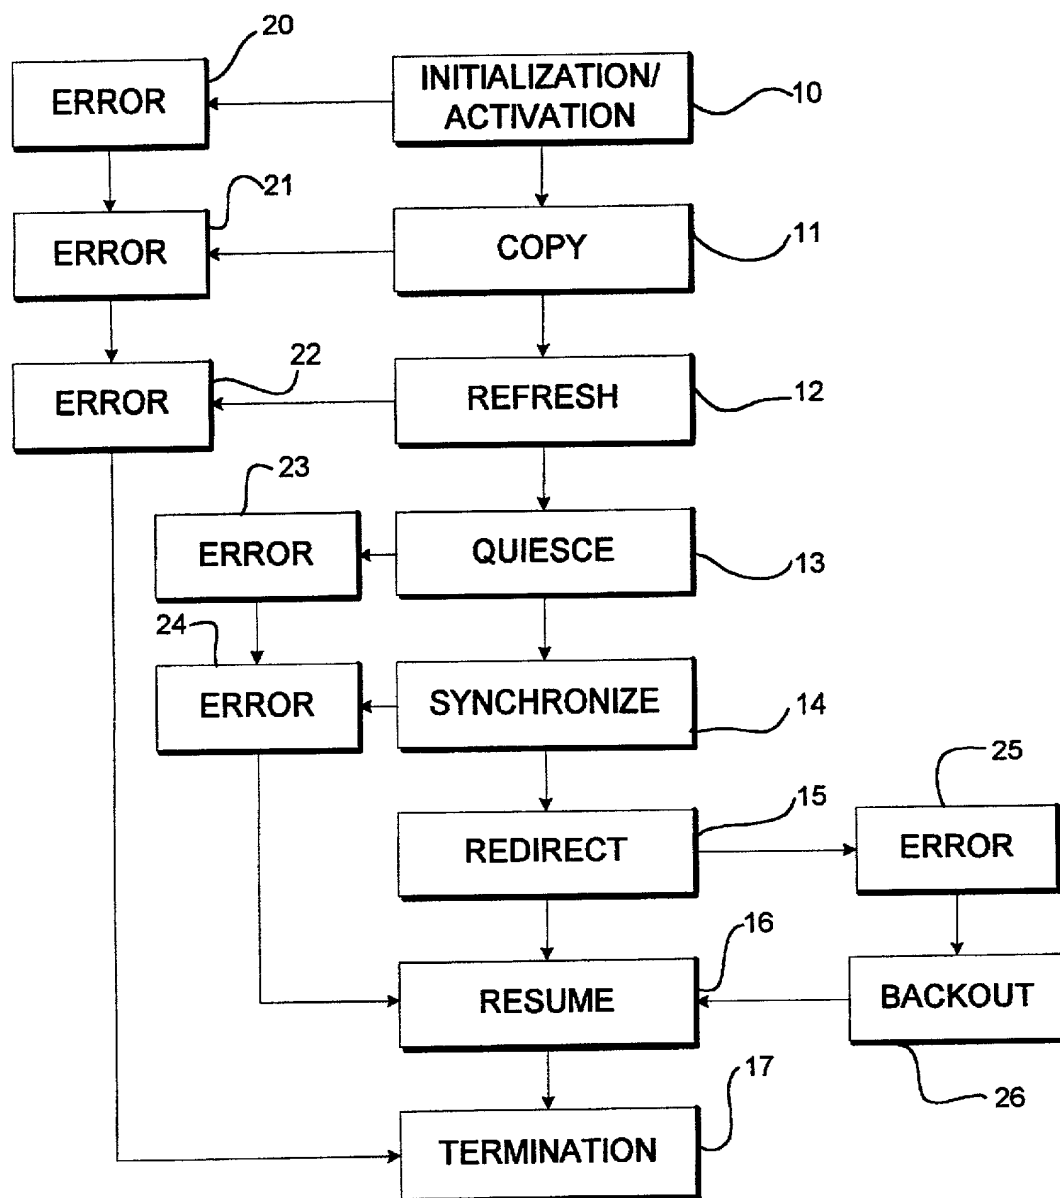 20
ERROR
INITIALIZATION/
ACTIVATION
10
21
ERROR
COPY
11
22
ERROR
REFRESH
12
23
ERROR
QUIESCE
13
24
ERROR
SYNCHRONIZE
14
25
15
REDIRECT
ERROR
16
RESUME
BACKOUT
26
17
TERMINATION